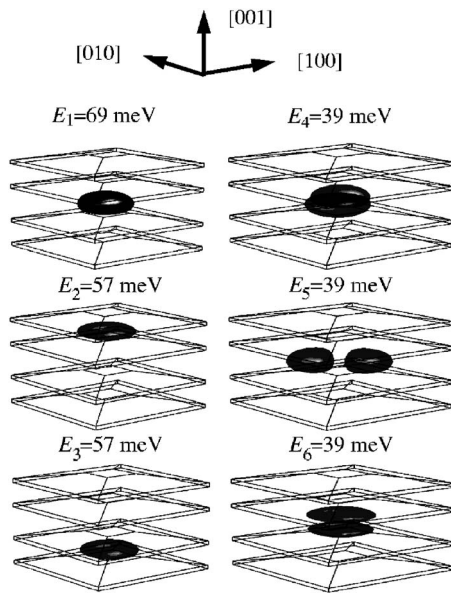 [001]
[010]
[100]
E1=69 meV
E4=39 meV
E2=57 meV
E5=39 meV
E3=57 meV
E6=39 meV